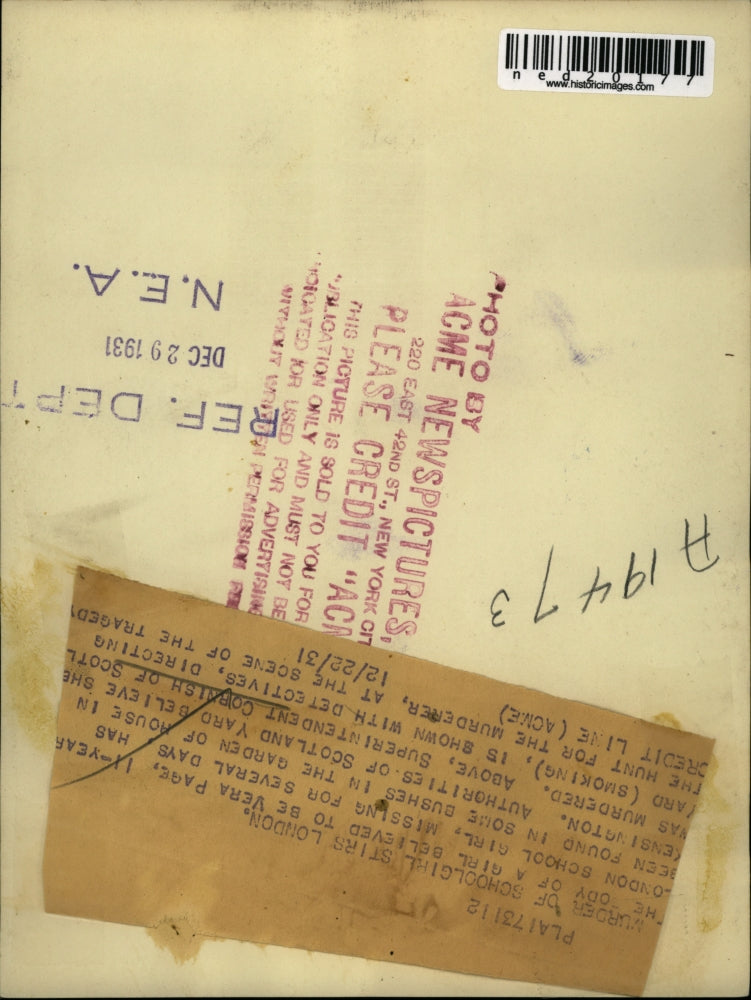 ned20177
www.historicimages.com
N.E.A.
DEC 29 1931
REF. DEPT
PHOTO BY
ACME NEWSPICTURES,
220 EAST 42ND ST., NEW YORK CIT
PLEASE CREDIT "ACM
THIS PICTURE IS SOLD TO YOU FOR
PUBLICATION ONLY AND MUST NOT BE
USED FOR ADVERTISING
WITHOUT WRITTEN PERMISSION
A19473
PLA173112
MURDER OF SCHOOLGIRL STIRS LONDON.
THE BODY OF A GIRL BELIEVED TO BE VERA PAGE, 11-YEAR
LONDON SCHOOL GIRL, MISSING FOR SEVERAL DAYS, HAS
BEEN FOUND IN SOME BUSHES IN THE GARDEN OF HOUSE IN
KENSINGTON. AUTHORITIES OF SCOTLAND YARD BELIEVE SHE
WAS MURDERED. ABOVE, SUPERINTENDENT CORNISH OF SCOTL
YARD (SMOKING), IS SHOWN WITH DETECTIVES, DIRECTING
THE HUNT FOR THE MURDERER, AT THE SCENE OF THE TRAGEDY
CREDIT LINE (ACME) 12/22/31